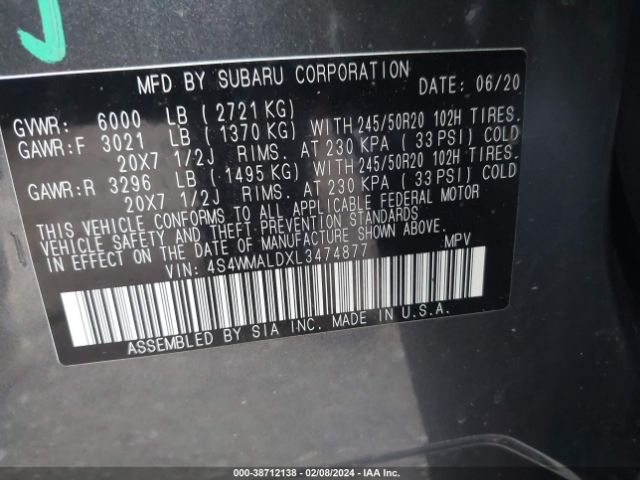 MFD BY SUBARU CORPORATION DATE: 06/20
GVWR: 6000 LB ( 2721 KG)
GAWR:F 3021 LB ( 1370 KG) WITH 245/50R20 102H TIRES.
20X7 1/2J RIMS. AT 230 KPA ( 33 PSI) COLD
GAWR:R 3296 LB ( 1495 KG) WITH 245/50R20 102H TIRES.
20X7 1/2J RIMS. AT 230 KPA ( 33 PSI) COLD
THIS VEHICLE CONFORMS TO ALL APPLICABLE FEDERAL MOTOR
VEHICLE SAFETY AND THEFT PREVENTION STANDARDS
IN EFFECT ON THE DATE OF MANUFACTURE SHOWN ABOVE.
VIN: 4S4WMALDXL3474877 MPV
ASSEMBLED BY SIA INC. MADE IN U.S.A.
000-38712138 - 02/08/2024 - IAA Inc.